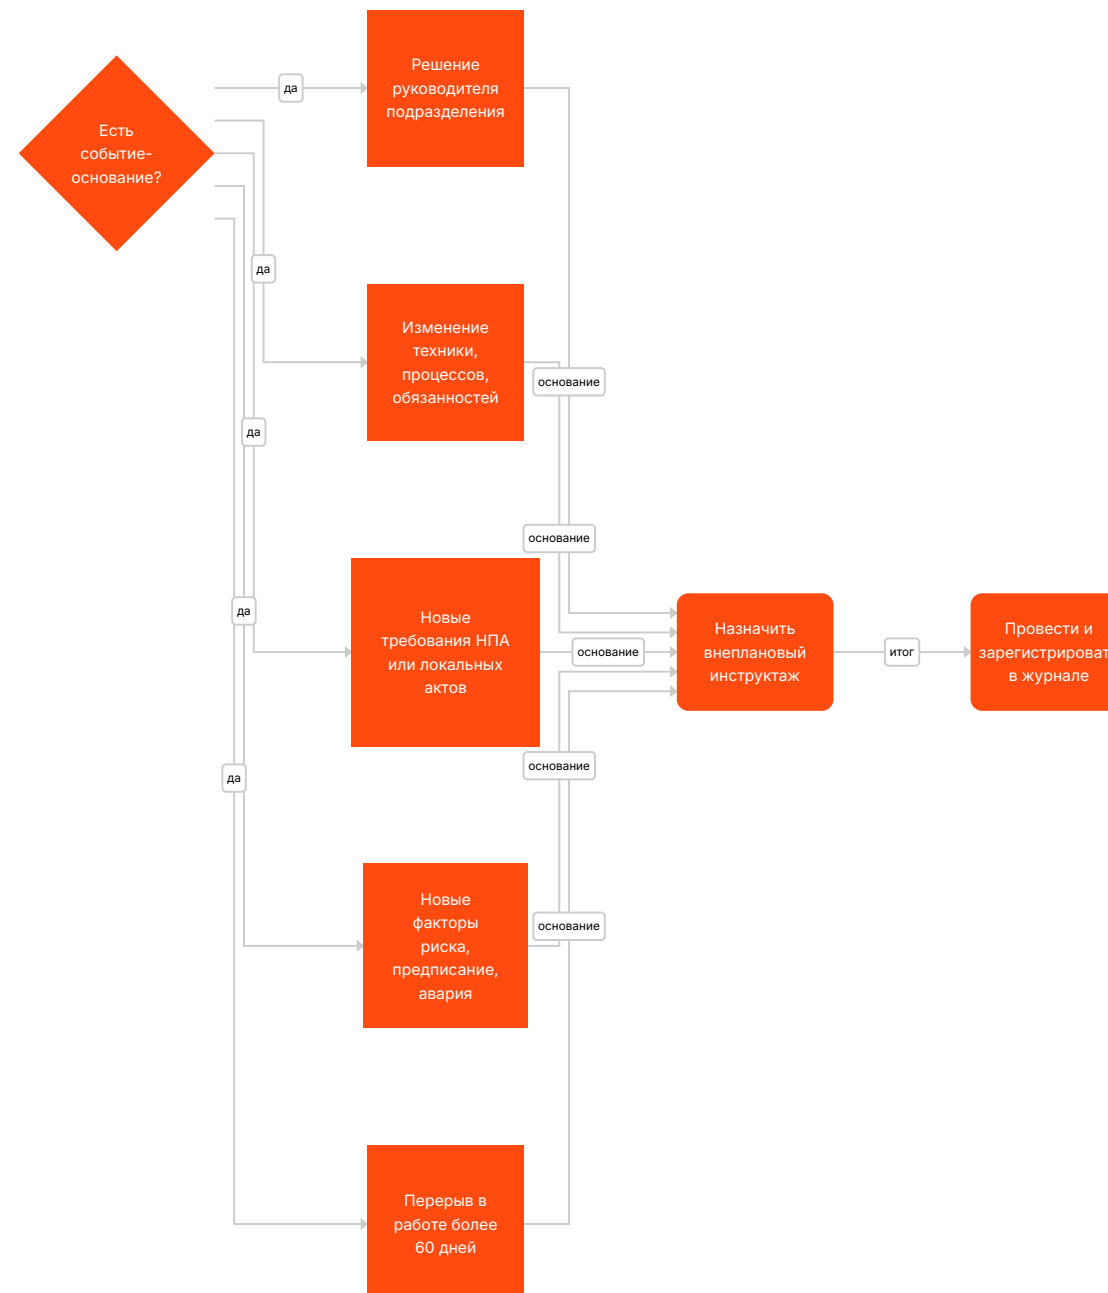 Есть
событие-
основание?
да
да
да
да
да
Решение
руководителя
подразделения
Изменение
техники,
процессов,
обязанностей
Новые
требования НПА
или локальных
актов
Новые
факторы
риска,
предписание,
авария
Перерыв в
работе более
60 дней
основание
основание
основание
основание
основание
Назначить
внеплановый
инструктаж
итог
Провести и
зарегистрироват
в журнале